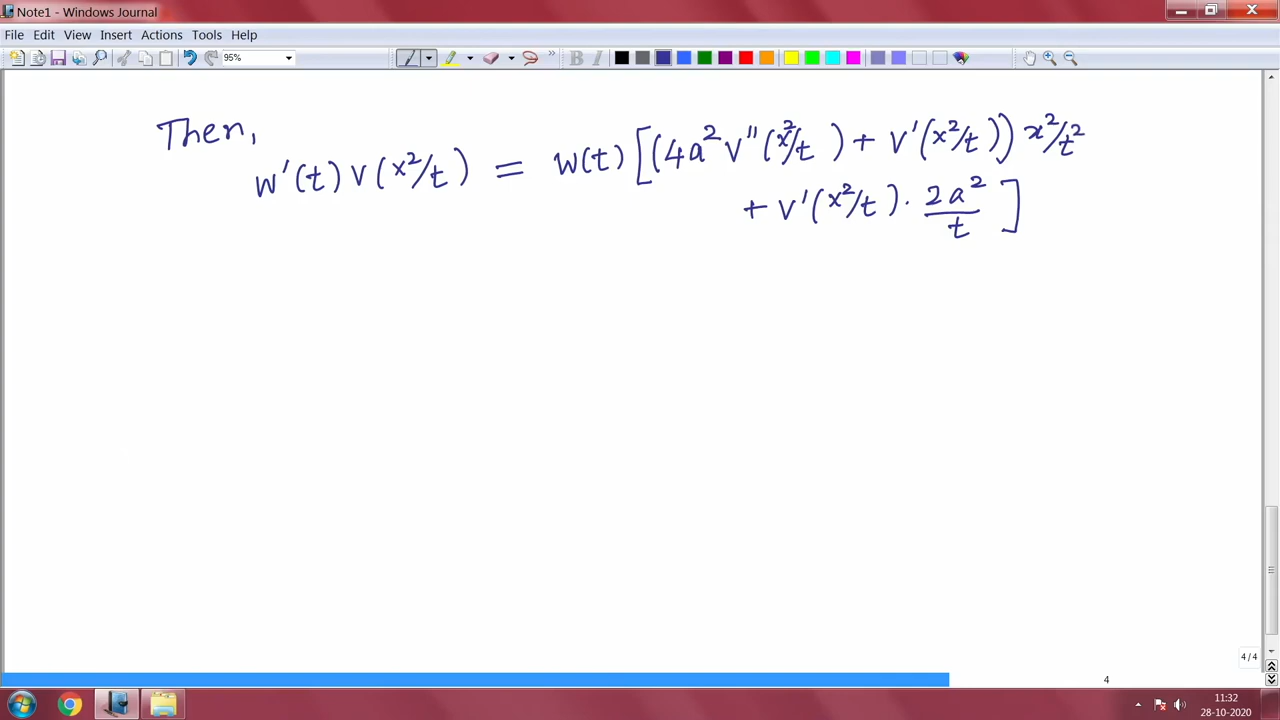 Note1 - Windows Journal
File Edit View Insert Actions Tools Help
95%
Then,
w'(t) v(x²/t) = w(t) [(4a² v''(x²/t) + v'(x²/t)) x²/t²
+ v'(x²/t) · 2a²/t ]
4/4
4
11:32
28-10-2020